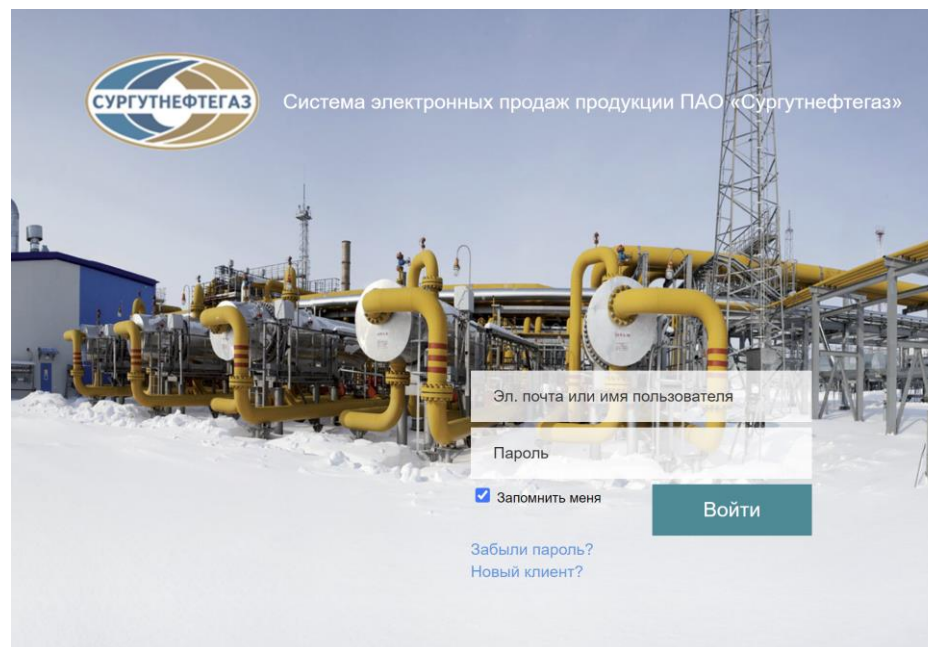 СУРГУТНЕФТЕГАЗ
Система электронных продаж продукции ПАО «Сургутнефтегаз»
Эл. почта или имя пользователя
Пароль
Запомнить меня
Войти
Забыли пароль?
Новый клиент?